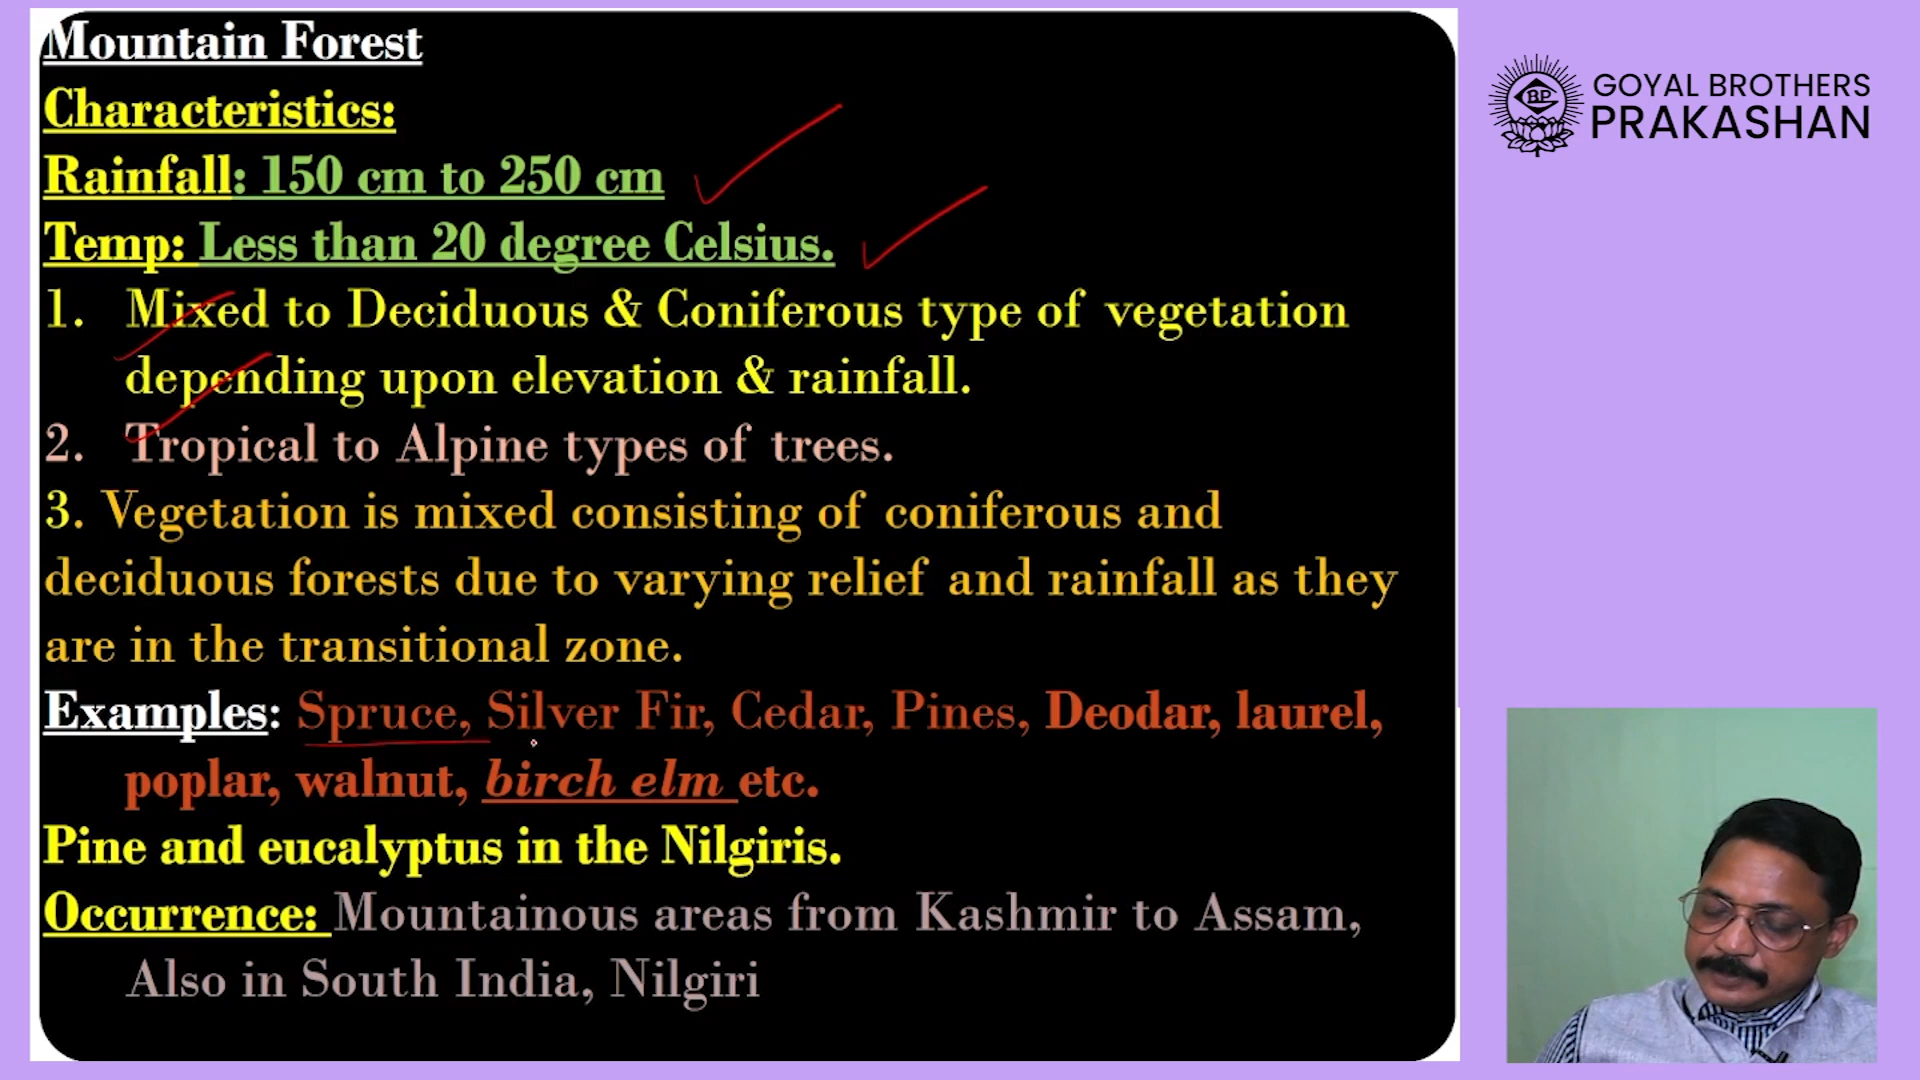 Mountain Forest
Characteristics:
Rainfall: 150 cm to 250 cm
Temp: Less than 20 degree Celsius.
1. Mixed to Deciduous & Coniferous type of vegetation
depending upon elevation & rainfall.
2. Tropical to Alpine types of trees.
3. Vegetation is mixed consisting of coniferous and
deciduous forests due to varying relief and rainfall as they
are in the transitional zone.
Examples: Spruce, Silver Fir, Cedar, Pines, Deodar, laurel,
poplar, walnut, birch elm etc.
Pine and eucalyptus in the Nilgiris.
Occurrence: Mountainous areas from Kashmir to Assam,
Also in South India, Nilgiri
BP
GOYAL BROTHERS
PRAKASHAN